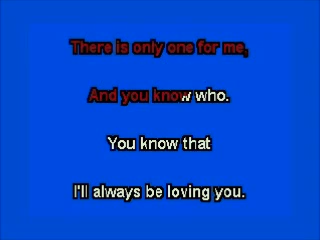 There is only one for me,
And you know who.
You know that
I'll always be loving you.